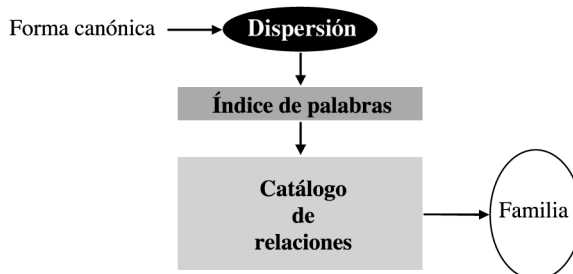 Forma canónica
Dispersión
Índice de palabras
Catálogo
de
relaciones
Familia